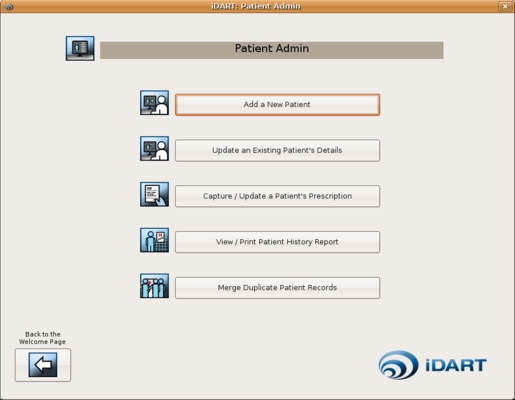 iDART: Patient Admin
Patient Admin
Add a New Patient
Update an Existing Patient's Details
Capture / Update a Patient's Prescription
View / Print Patient History Report
Merge Duplicate Patient Records
Back to the
Welcome Page
iDART